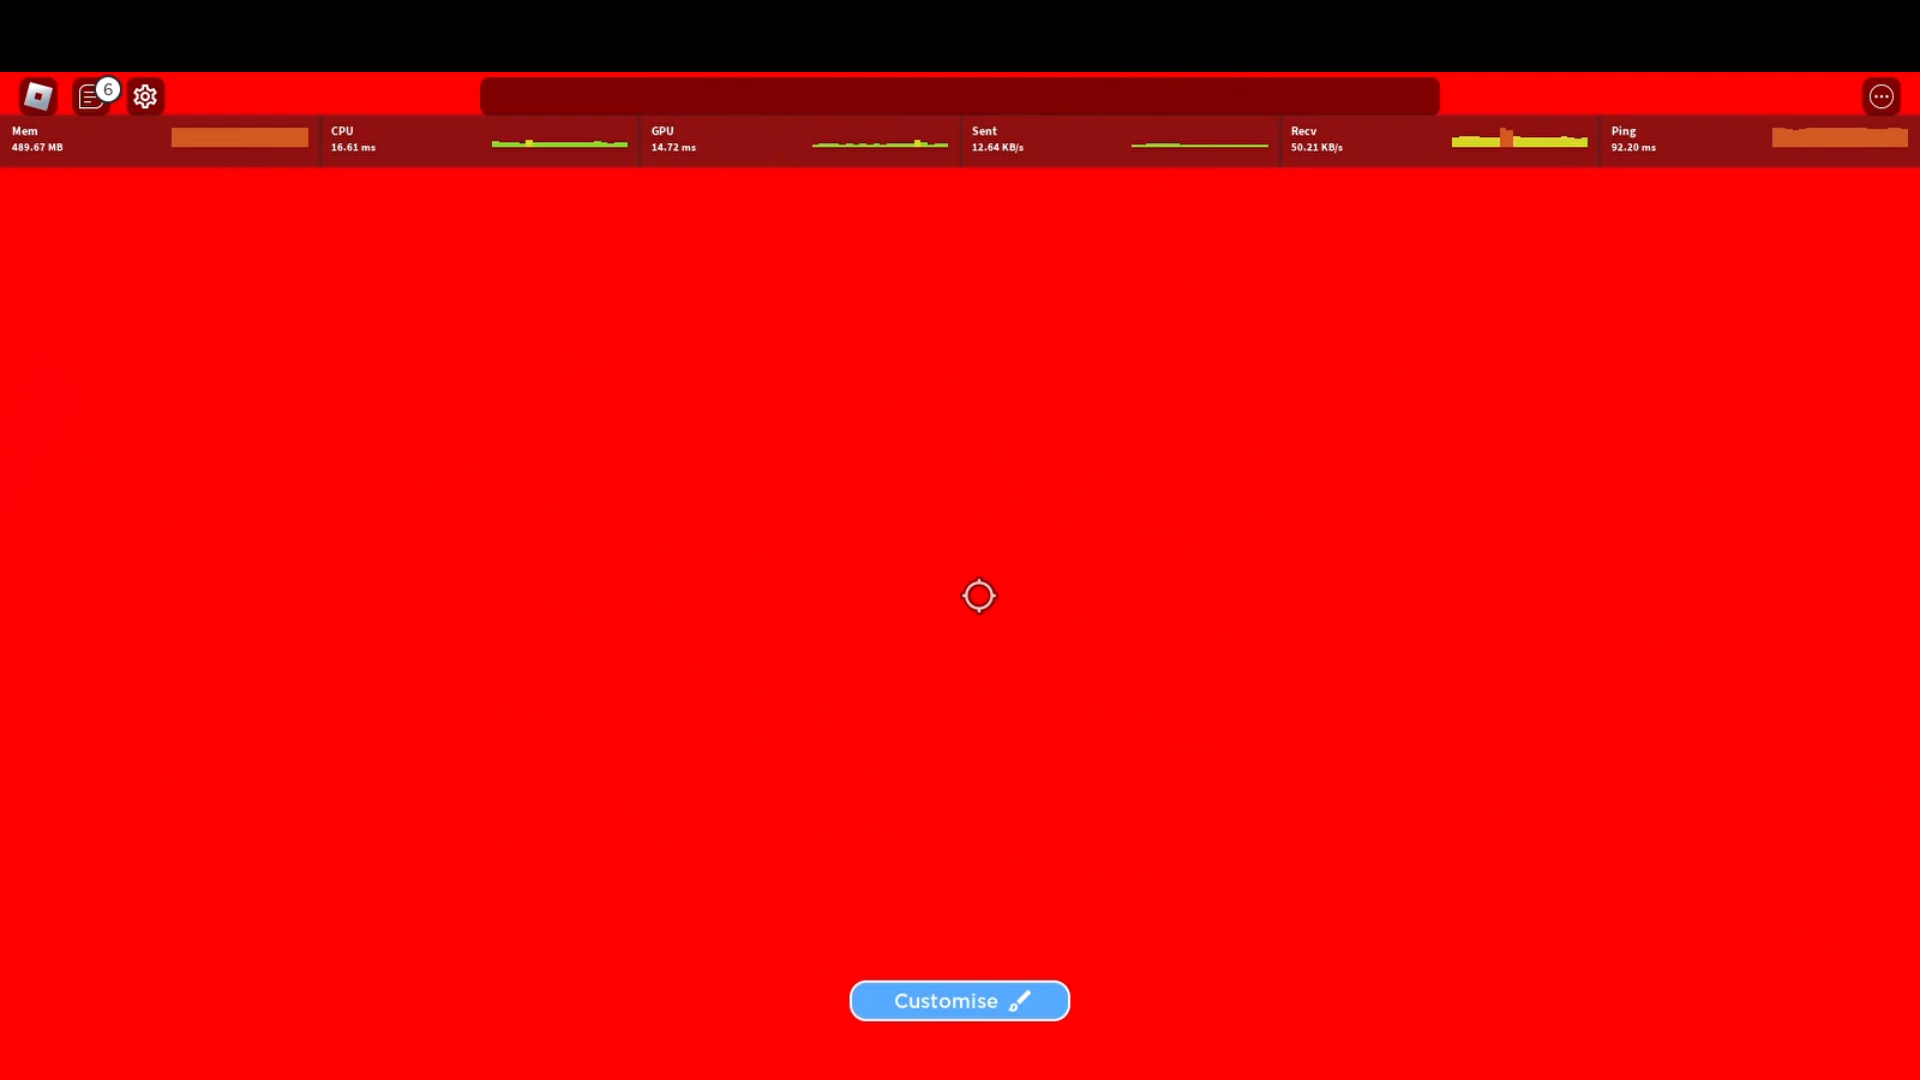 6
Mem
489.67 MB
CPU
16.61 ms
GPU
14.72 ms
Sent
12.64 KB/s
Recv
50.21 KB/s
Ping
92.20 ms
Customise